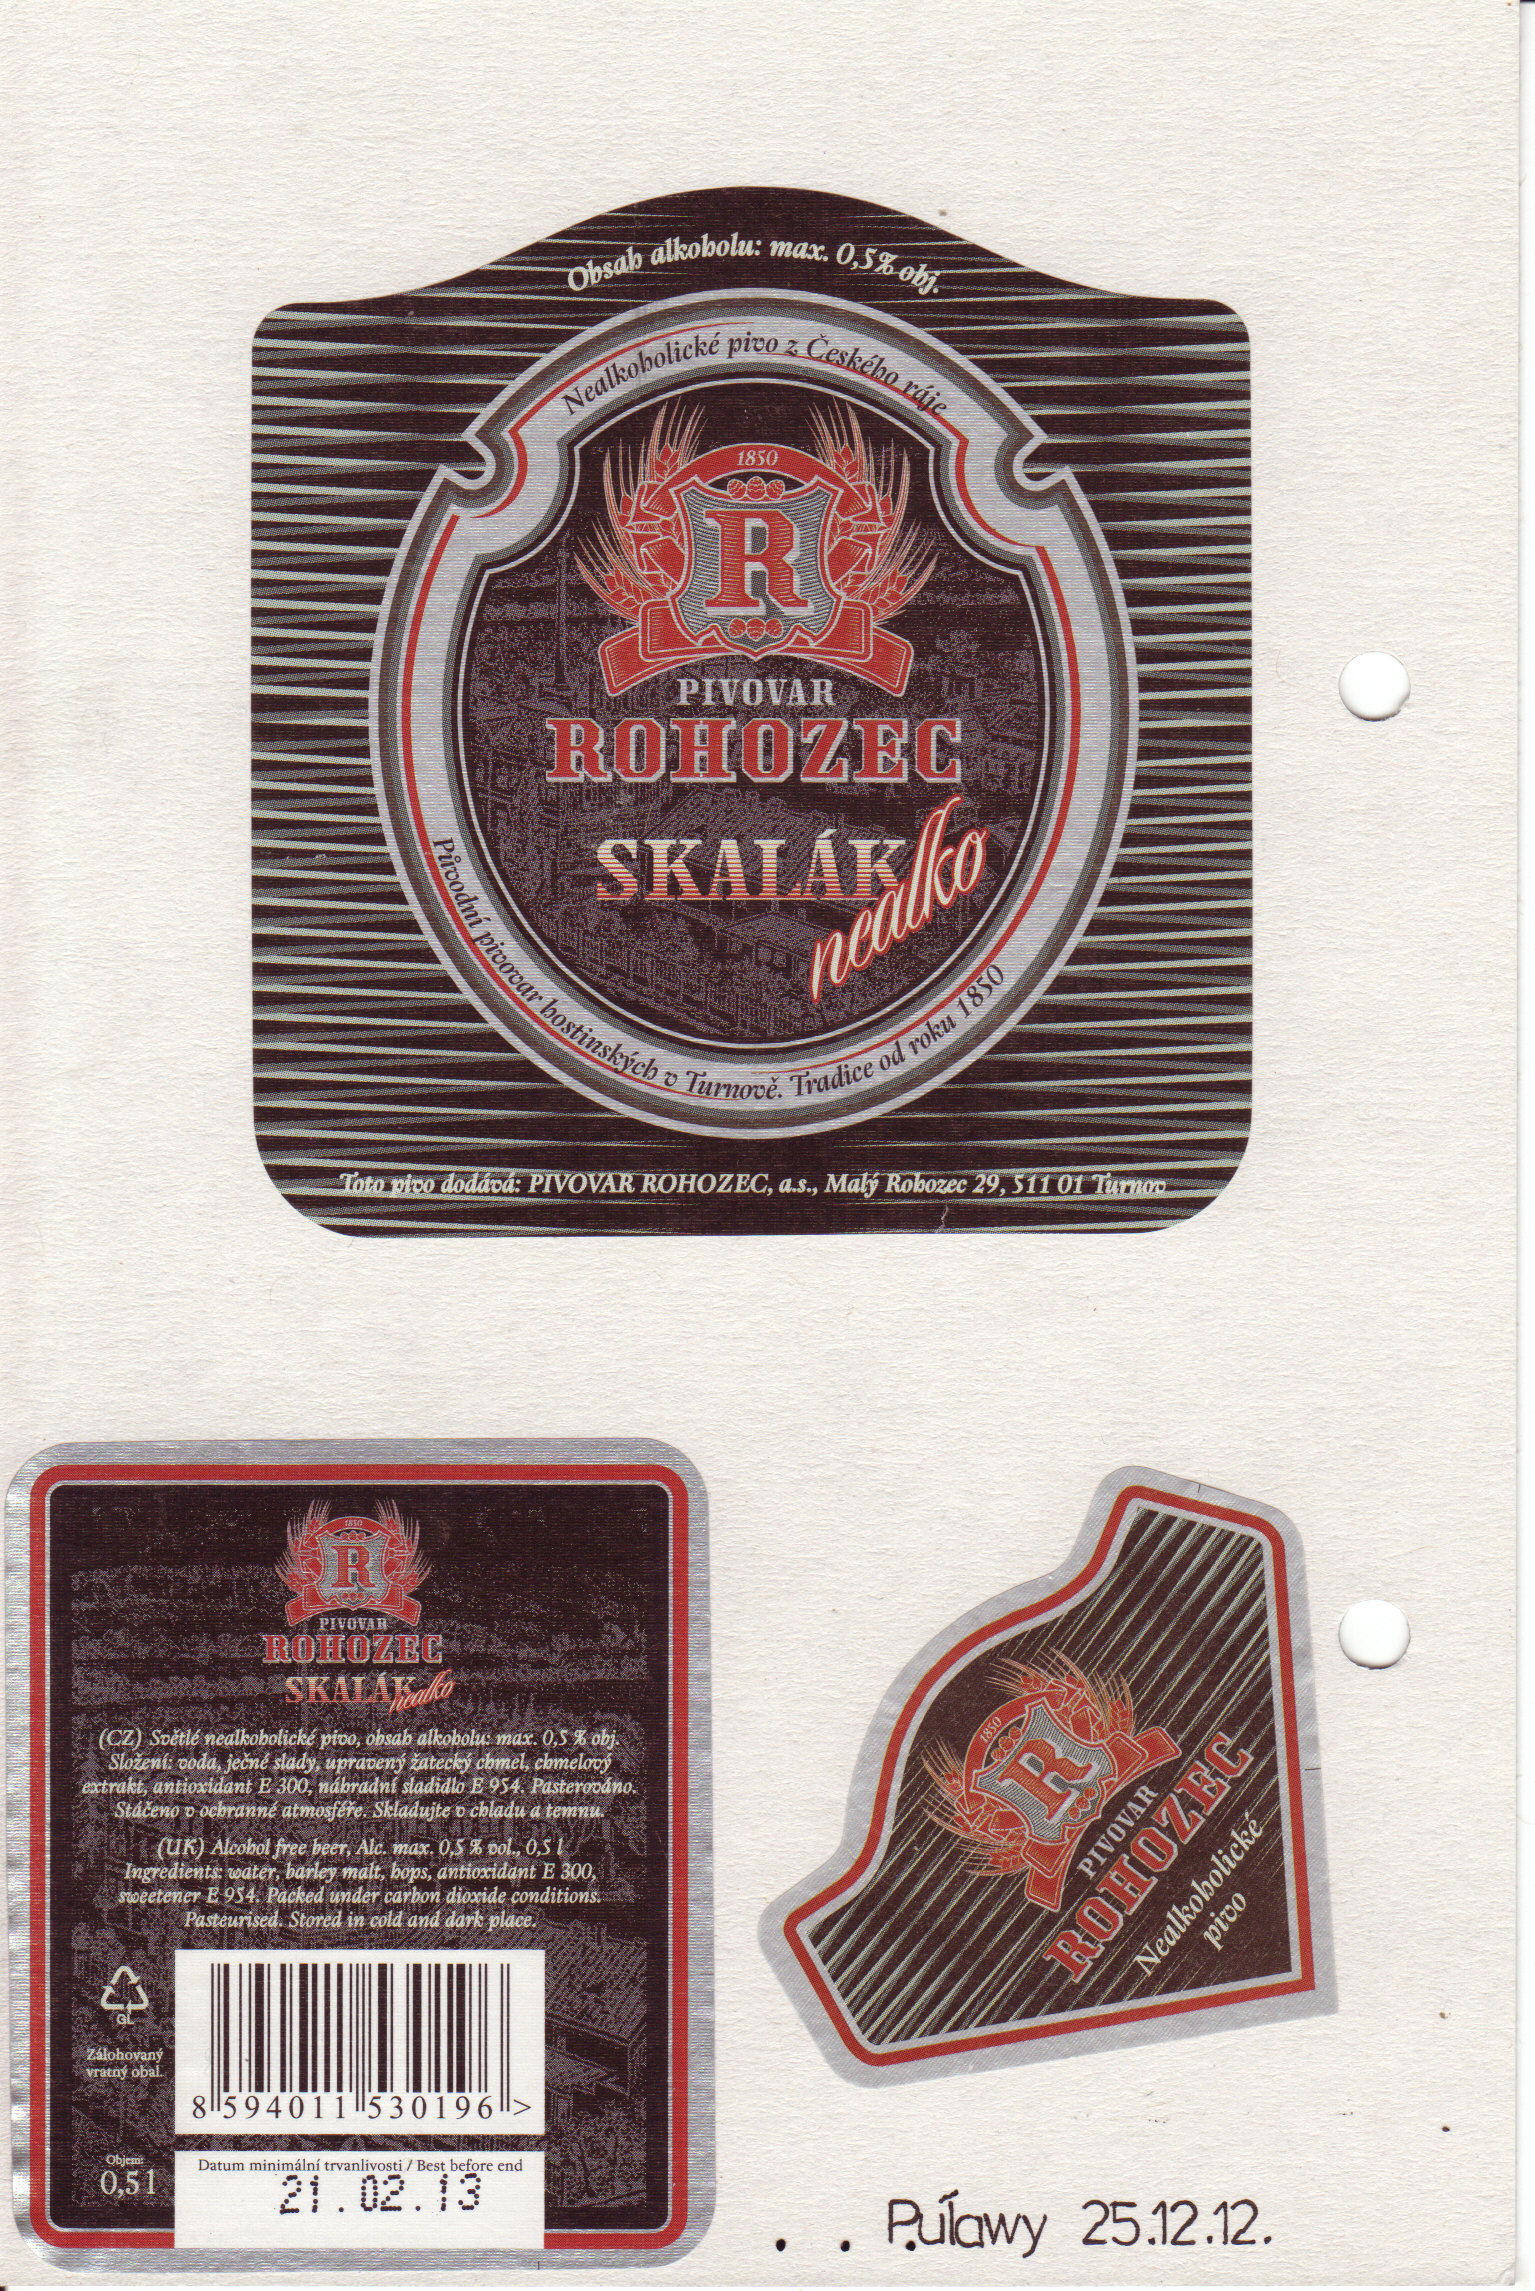 Obsah alkoholu: max. 0,5% obj.
Nealkoholické pivo z Českého ráje
1850
R
PIVOVAR
ROHOZEC
SKALÁK
nealko
Původní pivovar hostinských v Turnově. Tradice od roku 1850
Toto pivo dodává: PIVOVAR ROHOZEC, a.s., Malý Rohozec 29, 511 01 Turnov
1850
R
PIVOVAR
ROHOZEC
SKALÁK nealko
(CZ) Světlé nealkoholické pivo, obsah alkoholu: max. 0,5 % obj.
Složení: voda, ječné slady, upravený žatecký chmel, chmelový
extrakt, antioxidant E 300, náhradní sladidlo E 954. Pasterováno.
Stáčeno v ochranné atmosféře. Skladujte v chladu a temnu.
(UK) Alcohol free beer, Alc. max. 0,5 % vol., 0,5 l
Ingredients: water, barley malt, hops, antioxidant E 300,
sweetener E 954. Packed under carbon dioxide conditions.
Pasteurised. Stored in cold and dark place.
GL
Zálohovaný
vratný obal.
8 594011 530196 >
Objem:
0,5 l
Datum minimální trvanlivosti / Best before end
21.02.13
1850
R
PIVOVAR
ROHOZEC
Nealkoholické
pivo
Puławy 25.12.12.